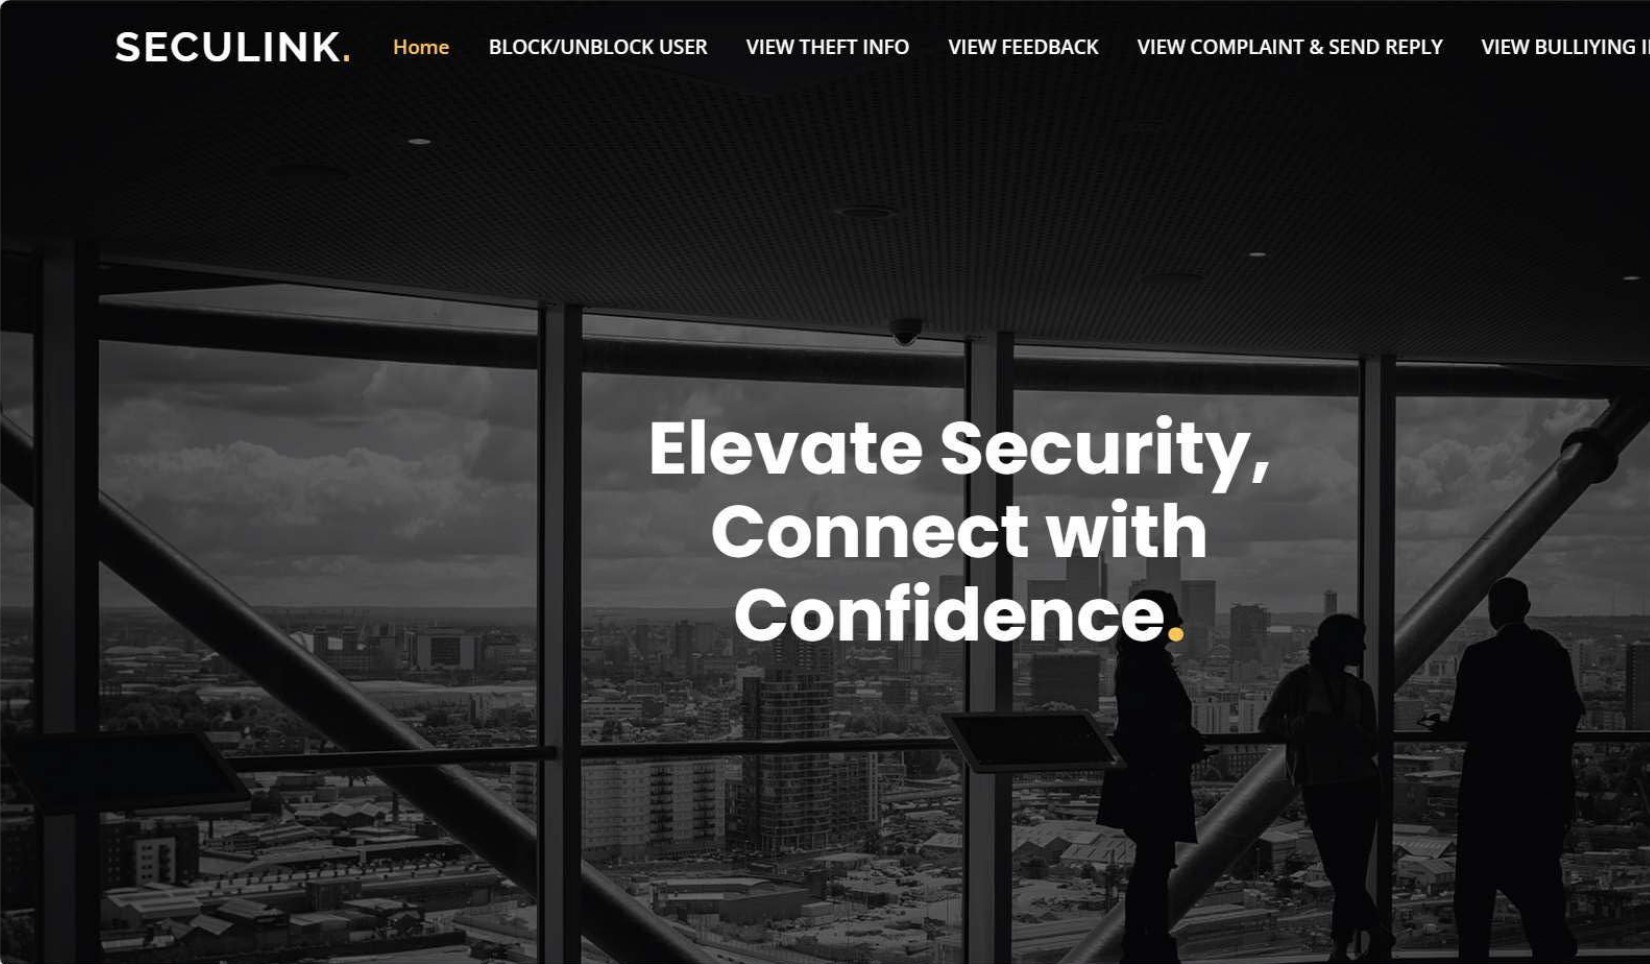 SECULINK.
Home
BLOCK/UNBLOCK USER
VIEW THEFT INFO
VIEW FEEDBACK
VIEW COMPLAINT & SEND REPLY
VIEW BULLIYING
Elevate Security,
Connect with
Confidence.